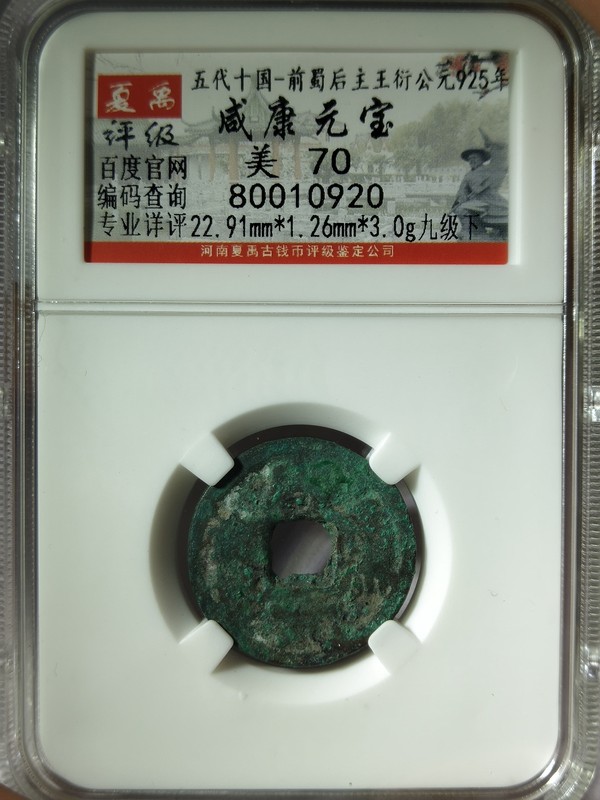 夏禹
评级
五代十国-前蜀后主王衍公元925年
咸康元宝
百度官网
美 70
编码查询
80010920
专业详评22.91mm*1.26mm*3.0g九级下
河南夏禹古钱币评级鉴定公司